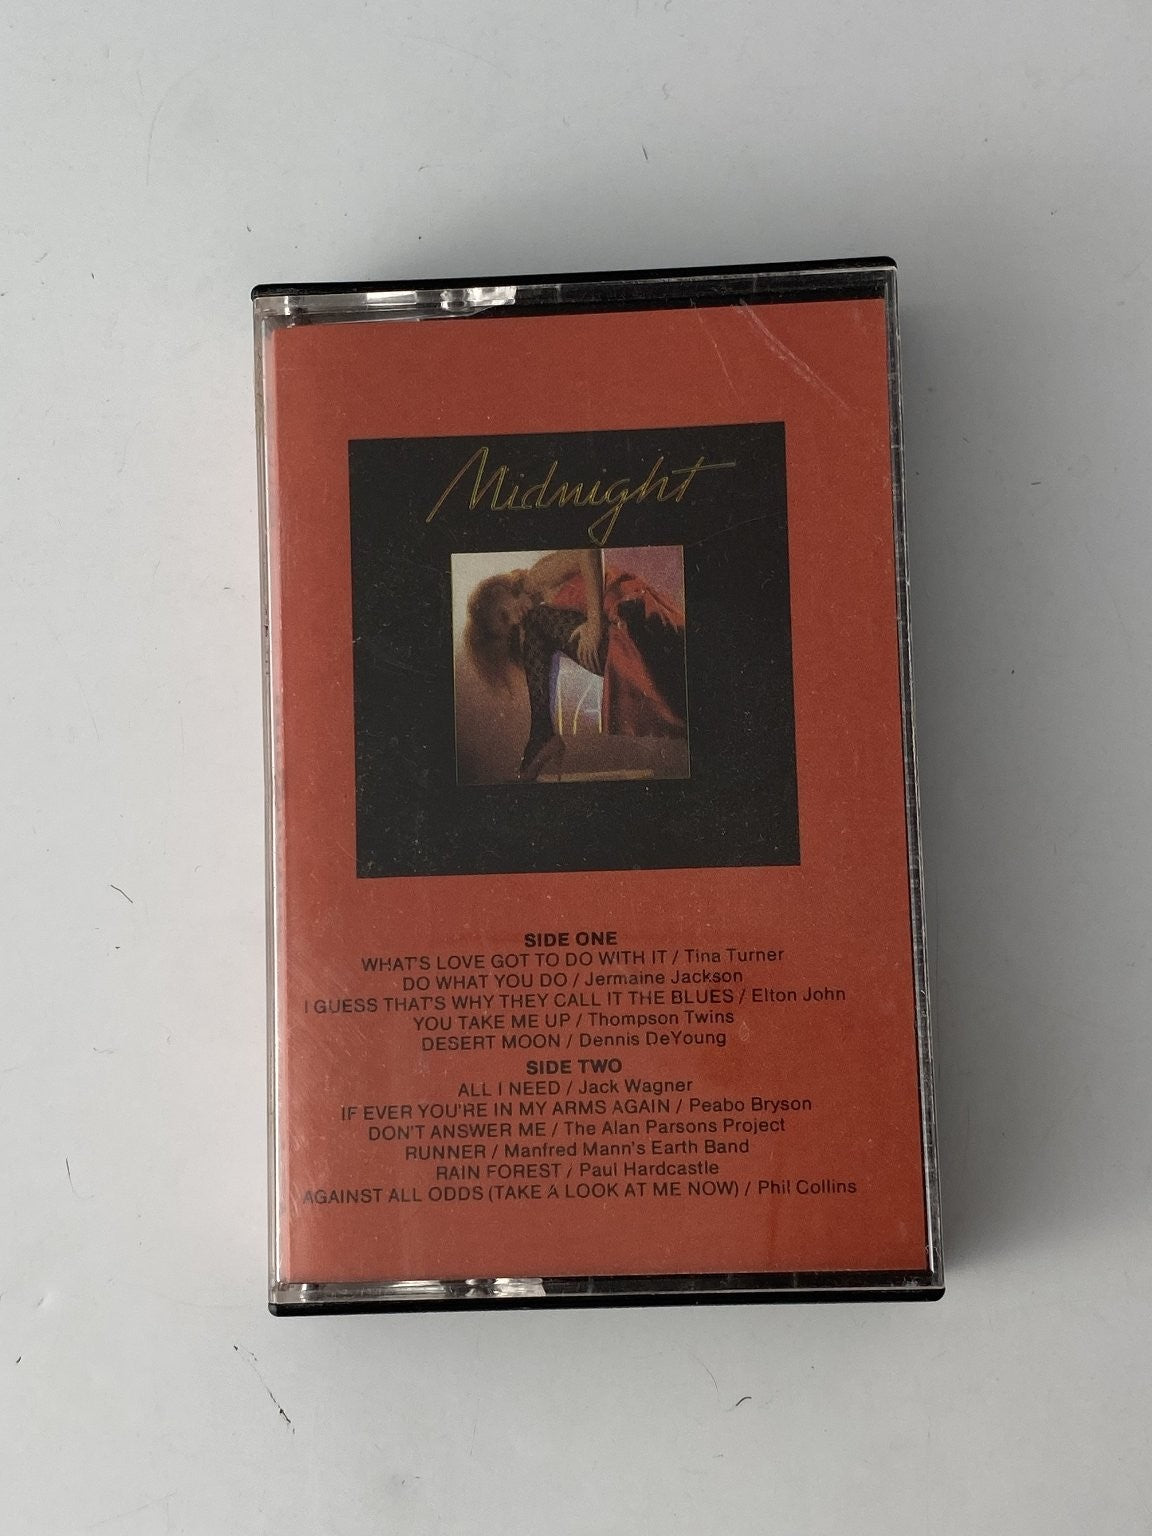 Midnight
SIDE ONE
WHAT'S LOVE GOT TO DO WITH IT / Tina Turner
DO WHAT YOU DO / Jermaine Jackson
I GUESS THAT'S WHY THEY CALL IT THE BLUES / Elton John
YOU TAKE ME UP / Thompson Twins
DESERT MOON / Dennis DeYoung
SIDE TWO
ALL I NEED / Jack Wagner
IF EVER YOU'RE IN MY ARMS AGAIN / Peabo Bryson
DON'T ANSWER ME / The Alan Parsons Project
RUNNER / Manfred Mann's Earth Band
RAIN FOREST / Paul Hardcastle
AGAINST ALL ODDS (TAKE A LOOK AT ME NOW) / Phil Collins